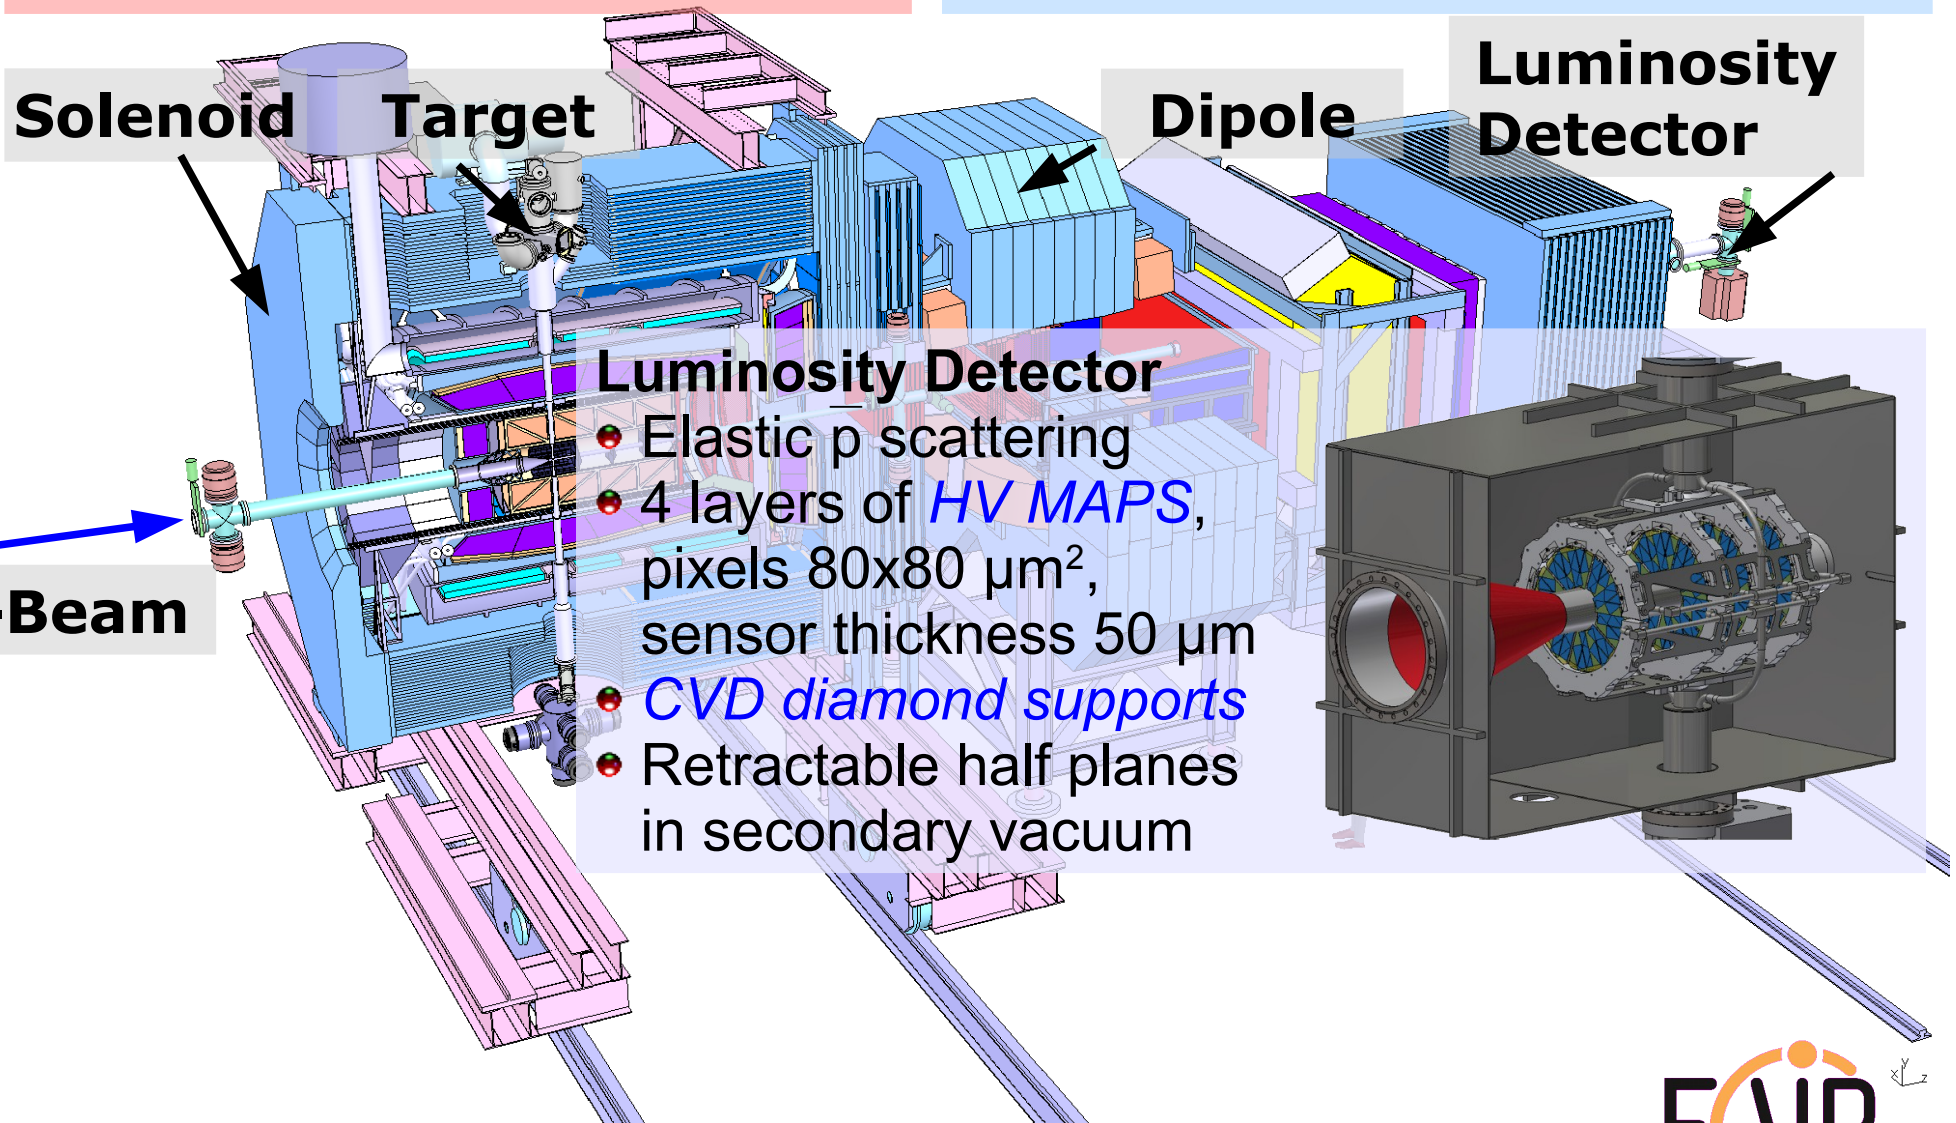 Solenoid
Target
Dipole
Luminosity
Detector
Luminosity Detector
Elastic p̅ scattering
4 layers of HV MAPS,
pixels 80x80 µm²,
sensor thickness 50 µm
CVD diamond supports
Retractable half planes
in secondary vacuum
-Beam
y
x
z